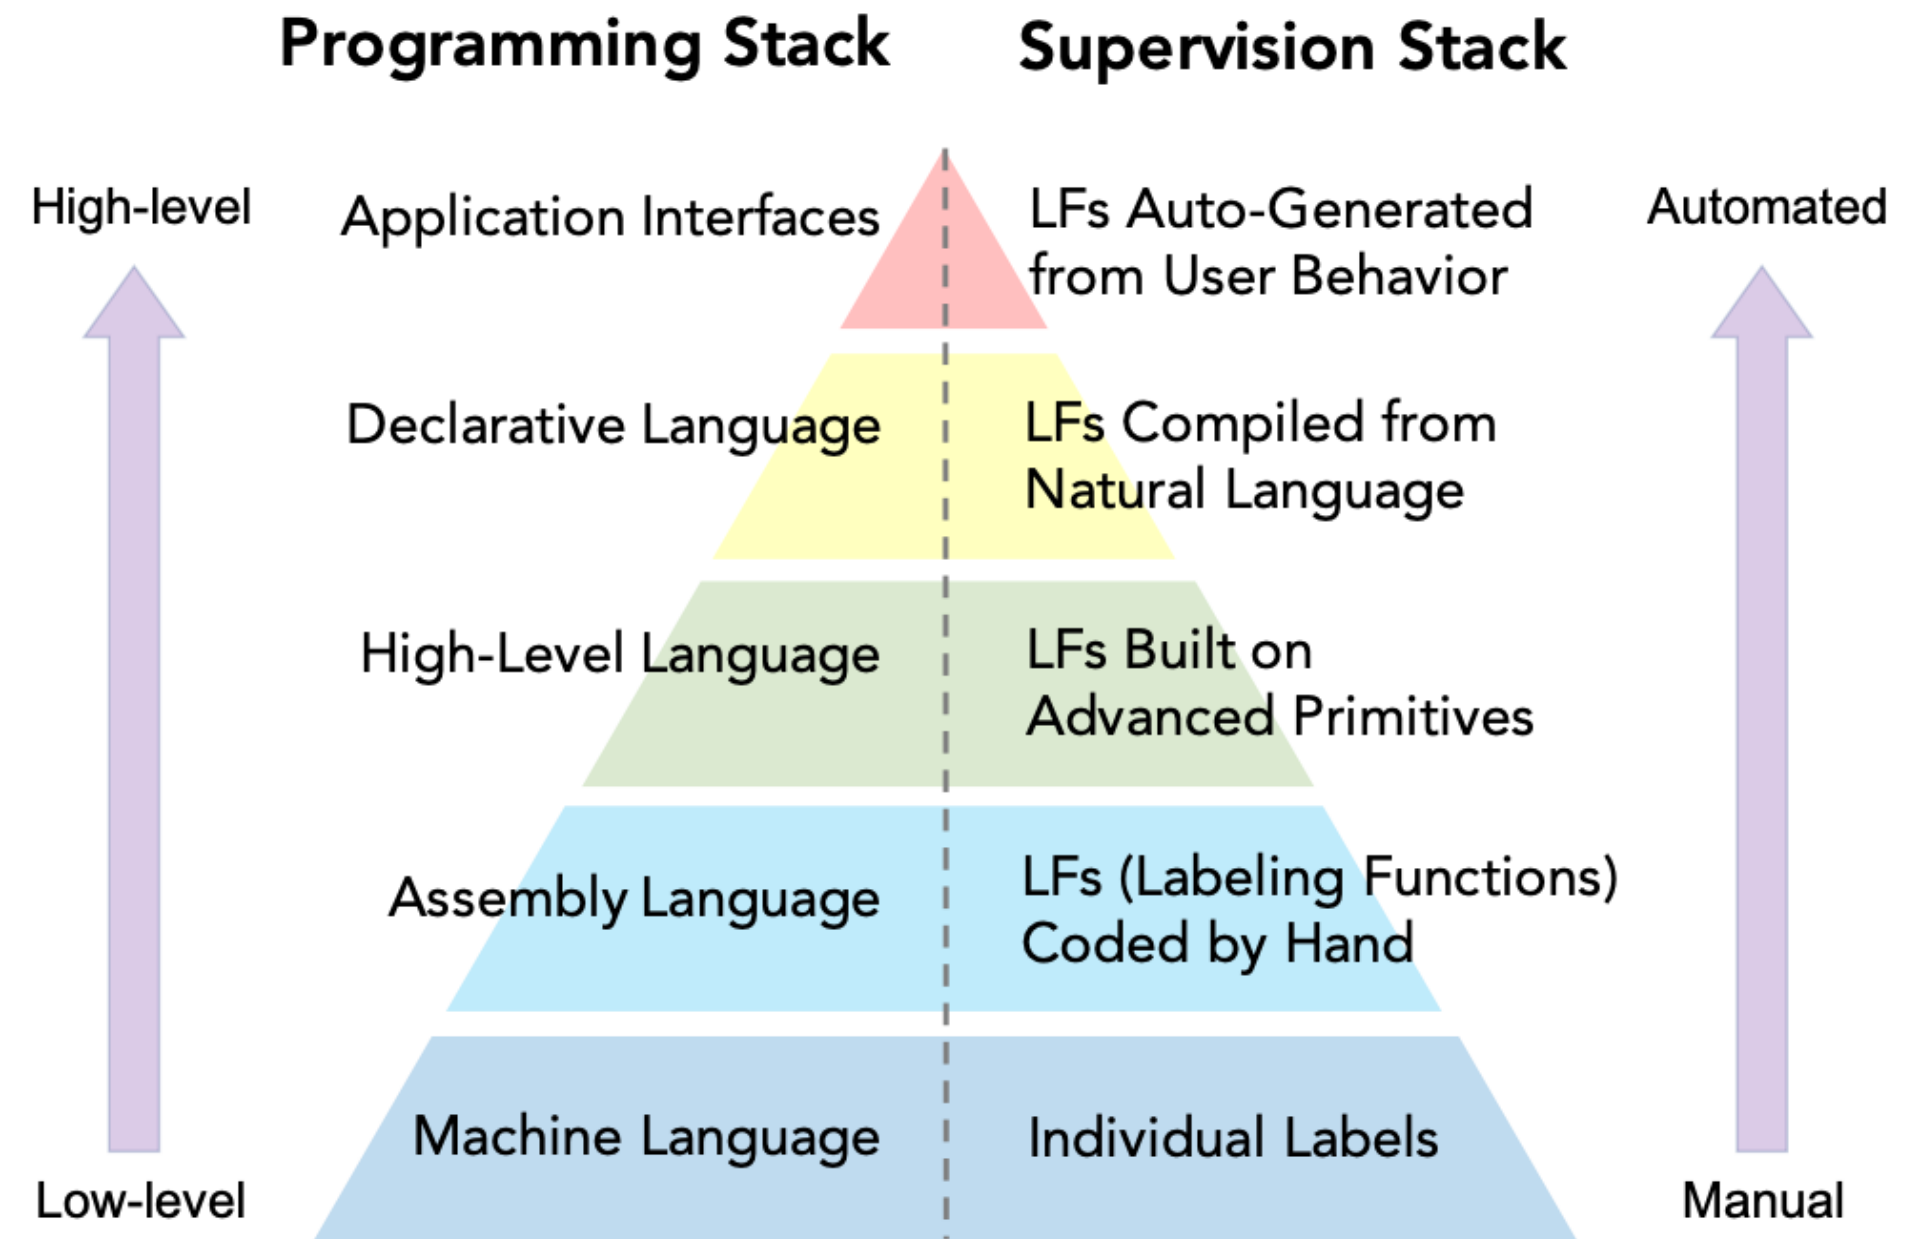 Programming Stack
Supervision Stack
High-level
Application Interfaces
LFs Auto-Generated
from User Behavior
Automated
Declarative Language
LFs Compiled from
Natural Language
High-Level Language
LFs Built on
Advanced Primitives
Assembly Language
LFs (Labeling Functions)
Coded by Hand
Machine Language
Individual Labels
Low-level
Manual